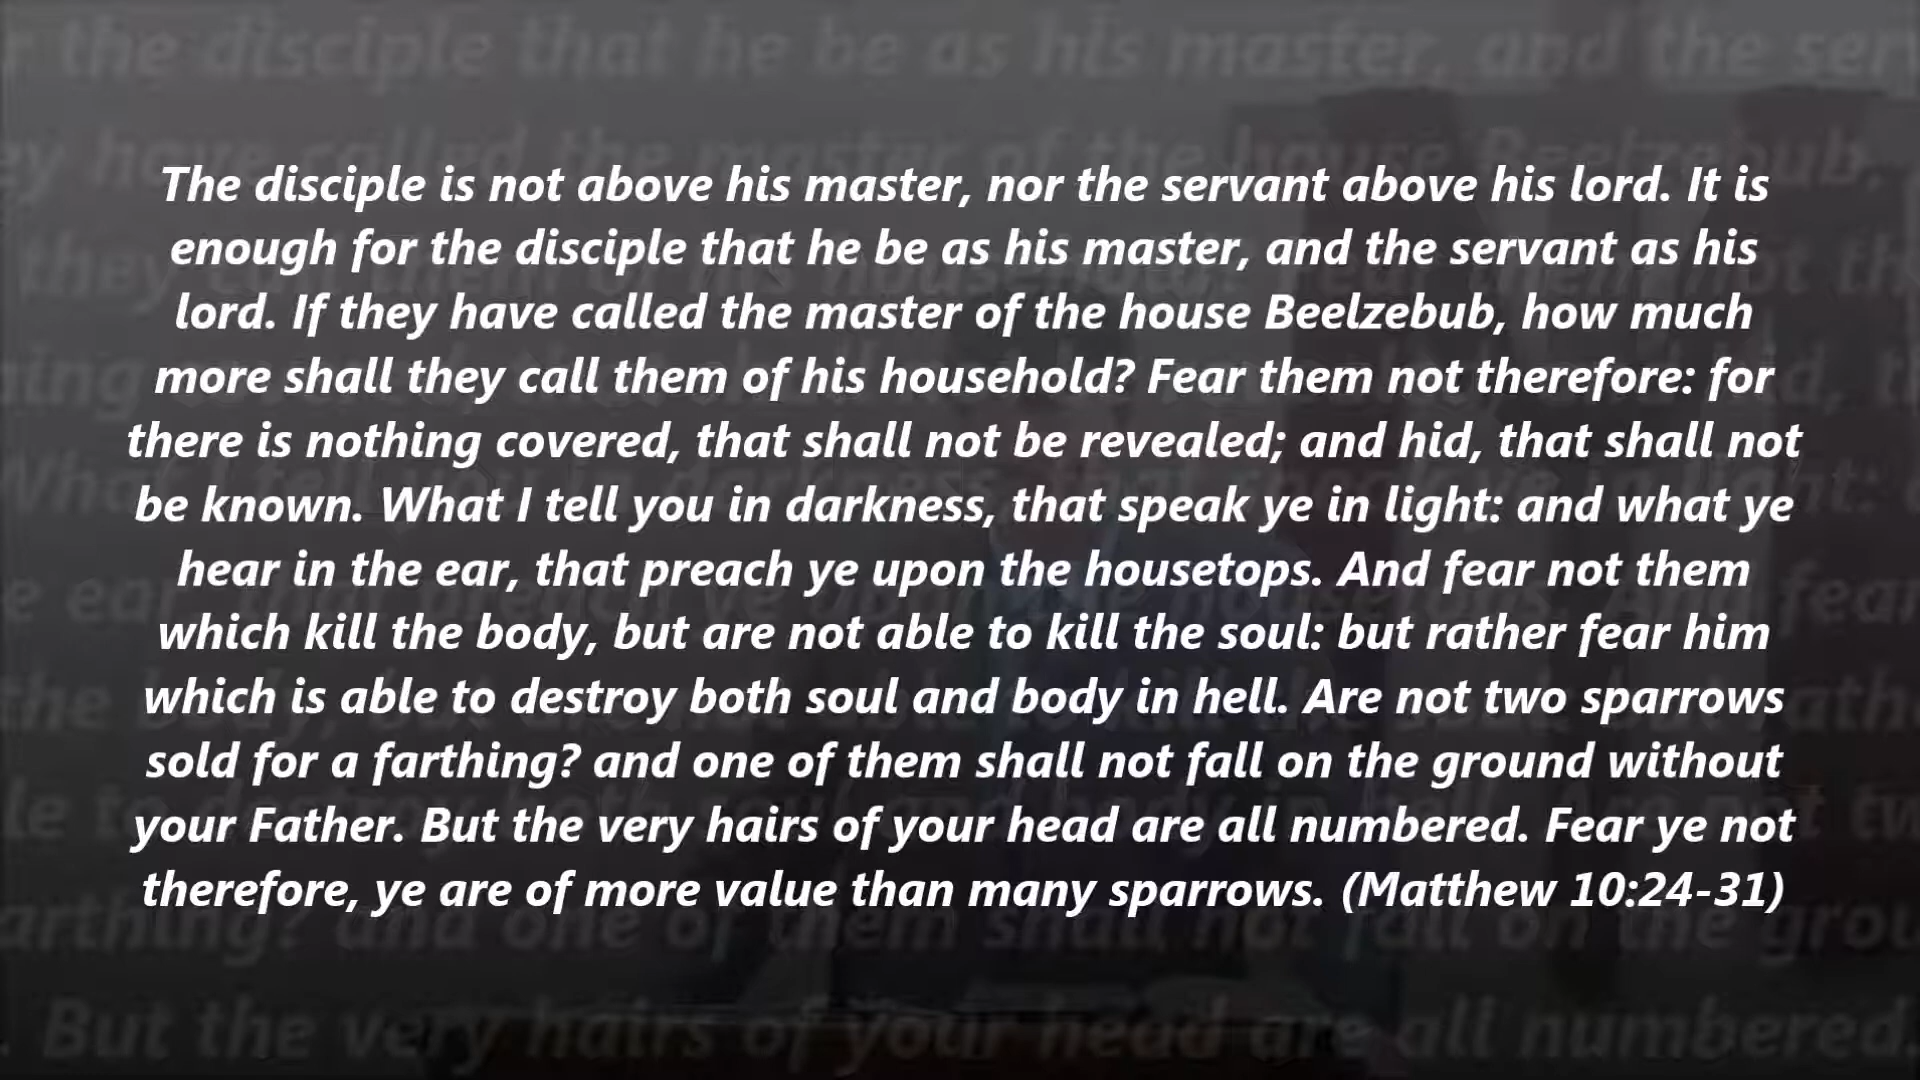 The disciple is not above his master, nor the servant above his lord. It is
enough for the disciple that he be as his master, and the servant as his
lord. If they have called the master of the house Beelzebub, how much
more shall they call them of his household? Fear them not therefore: for
there is nothing covered, that shall not be revealed; and hid, that shall not
be known. What I tell you in darkness, that speak ye in light: and what ye
hear in the ear, that preach ye upon the housetops. And fear not them
which kill the body, but are not able to kill the soul: but rather fear him
which is able to destroy both soul and body in hell. Are not two sparrows
sold for a farthing? and one of them shall not fall on the ground without
your Father. But the very hairs of your head are all numbered. Fear ye not
therefore, ye are of more value than many sparrows. (Matthew 10:24-31)